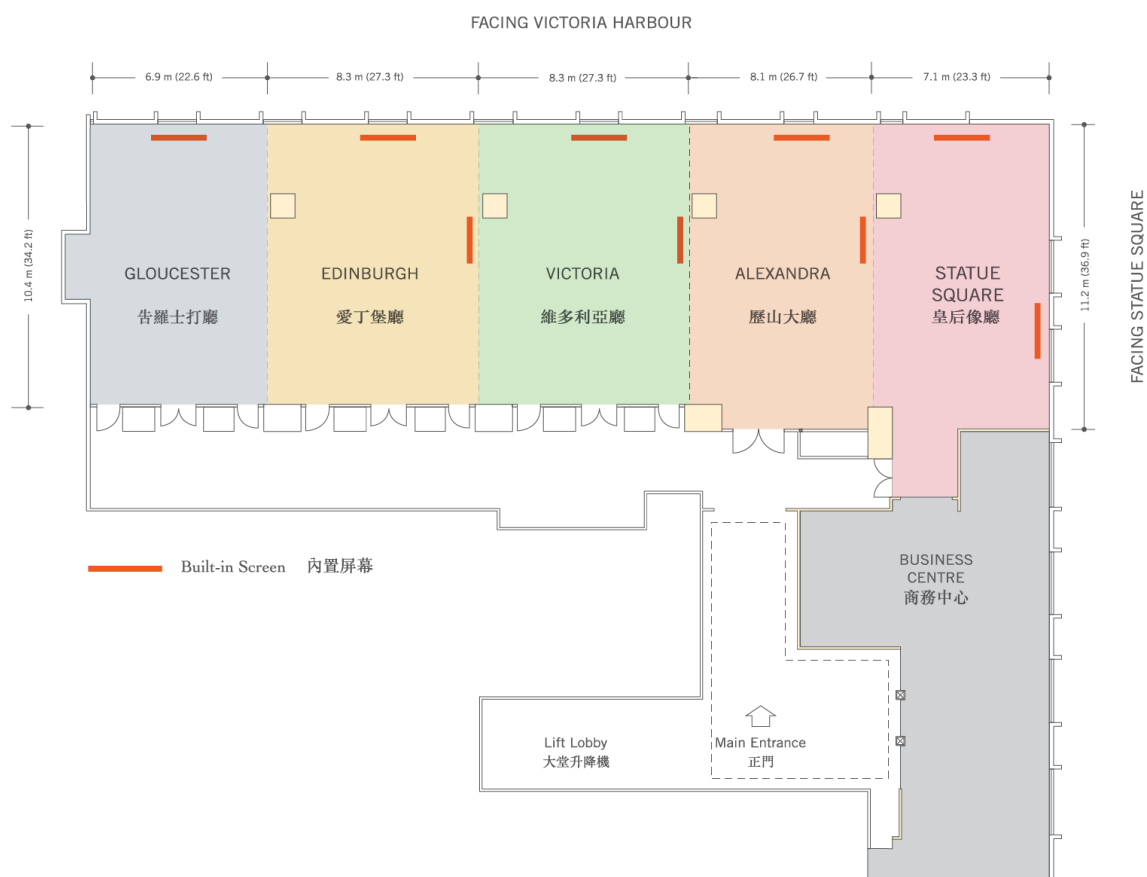 FACING VICTORIA HARBOUR
6.9 m (22.6 ft)
8.3 m (27.3 ft)
8.3 m (27.3 ft)
8.1 m (26.7 ft)
7.1 m (23.3 ft)
10.4 m (34.2 ft)
GLOUCESTER
告羅士打廳
EDINBURGH
愛丁堡廳
VICTORIA
維多利亞廳
ALEXANDRA
歷山大廳
STATUE
SQUARE
皇后像廳
11.2 m (36.9 ft)
FACING STATUE SQUARE
Built-in Screen 內置屏幕
BUSINESS
CENTRE
商務中心
Lift Lobby
大堂升降機
Main Entrance
正門